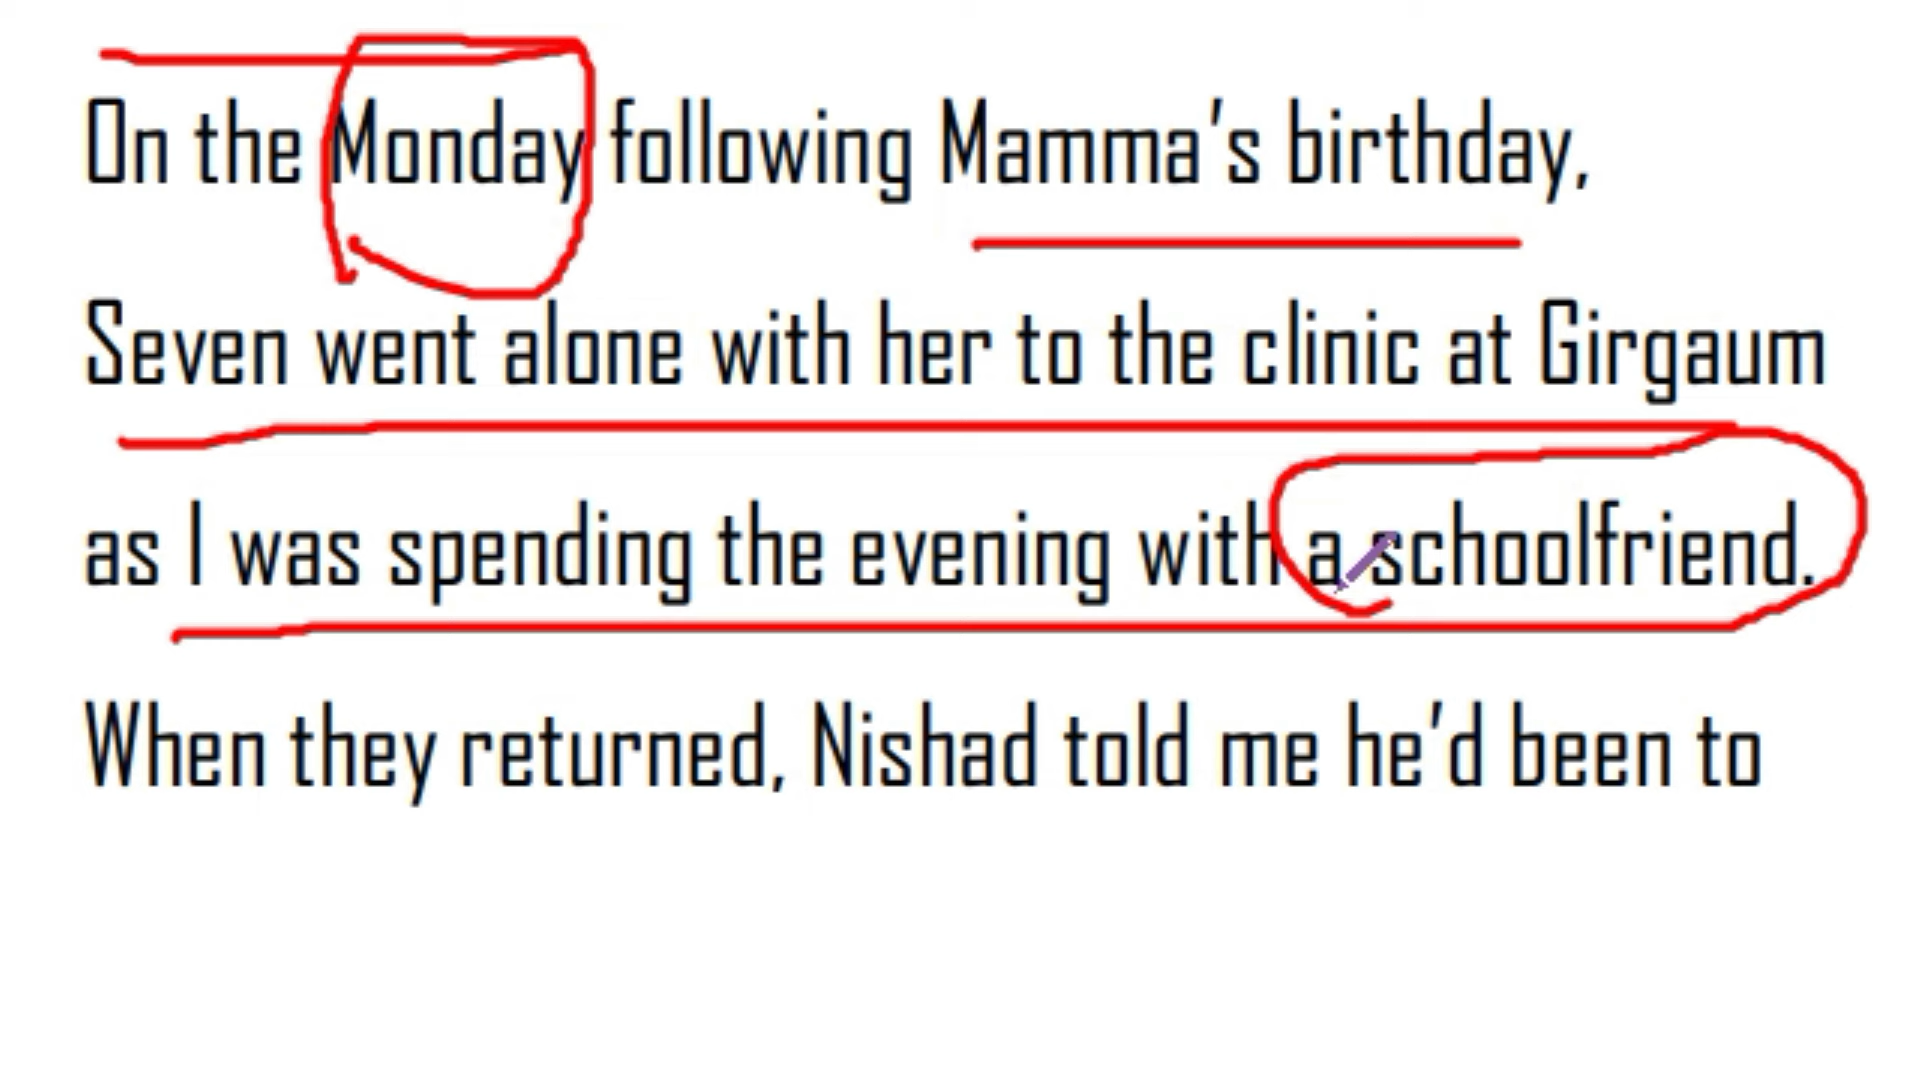 On the Monday following Mamma's birthday,
Seven went alone with her to the clinic at Girgaum
as I was spending the evening with a schoolfriend.
When they returned, Nishad told me he'd been to